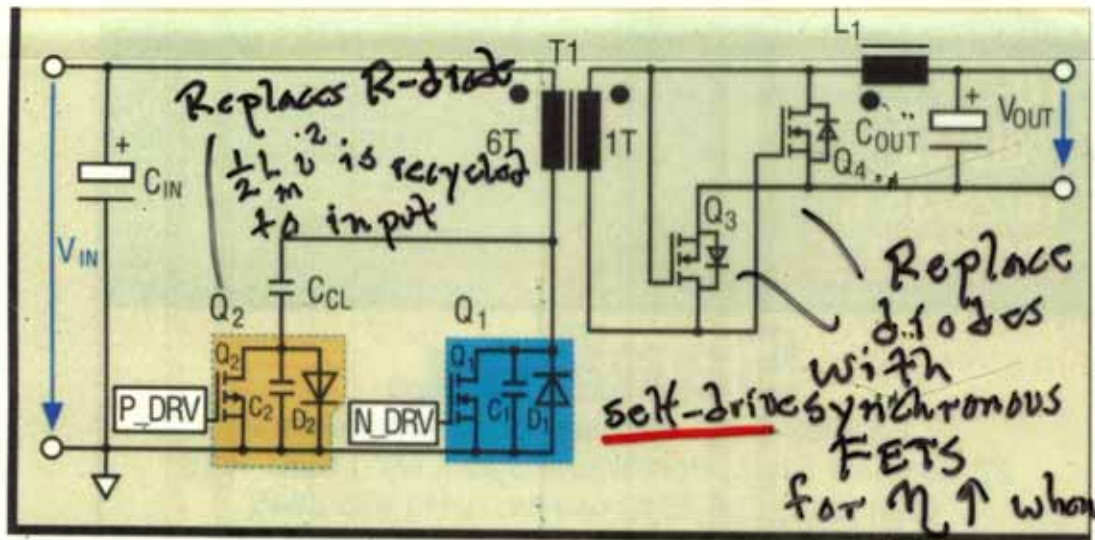 L1
T1
Replaces R-diode
6T
1T
½ Lm i² is recycled
to input
+
CIN
VIN
CCL
Q2
Q1
Q2
P_DRV
C2
D2
Q1
N_DRV
C1
D1
Q3
Q4
+
COUT
VOUT
Replace
diodes
with
self-drive synchronous
FETS
for η ↑ when